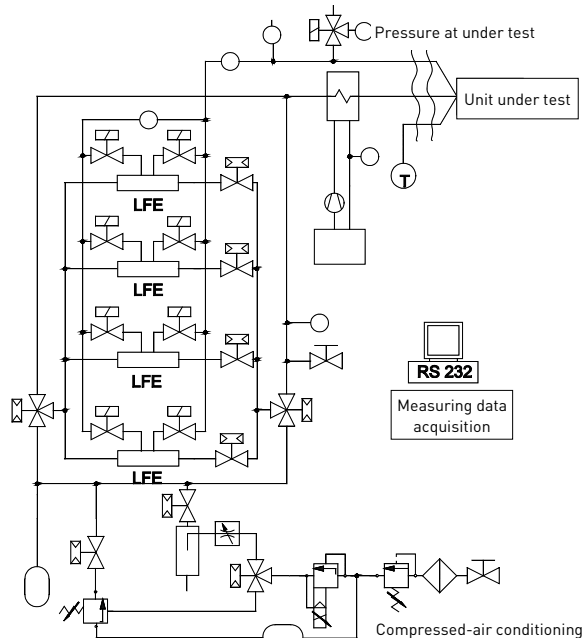 Pressure at under test
Unit under test
T
LFE
LFE
LFE
RS 232
Measuring data
acquisition
LFE
Compressed-air conditioning